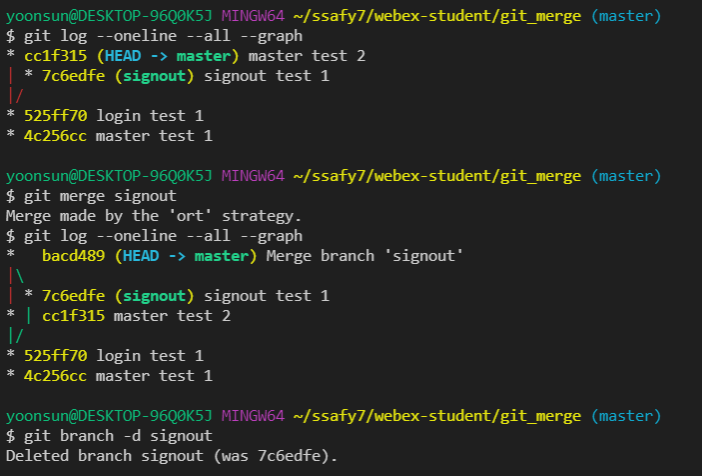 yoonsun@DESKTOP-96Q0K5J MINGW64 ~/ssafy7/webex-student/git_merge (master)
$ git log --oneline --all --graph
* cc1f315 (HEAD -> master) master test 2
| * 7c6edfe (signout) signout test 1
|/
* 525ff70 login test 1
* 4c256cc master test 1

yoonsun@DESKTOP-96Q0K5J MINGW64 ~/ssafy7/webex-student/git_merge (master)
$ git merge signout
Merge made by the 'ort' strategy.
$ git log --oneline --all --graph
*   bacd489 (HEAD -> master) Merge branch 'signout'
|\
| * 7c6edfe (signout) signout test 1
* | cc1f315 master test 2
|/
* 525ff70 login test 1
* 4c256cc master test 1

yoonsun@DESKTOP-96Q0K5J MINGW64 ~/ssafy7/webex-student/git_merge (master)
$ git branch -d signout
Deleted branch signout (was 7c6edfe).